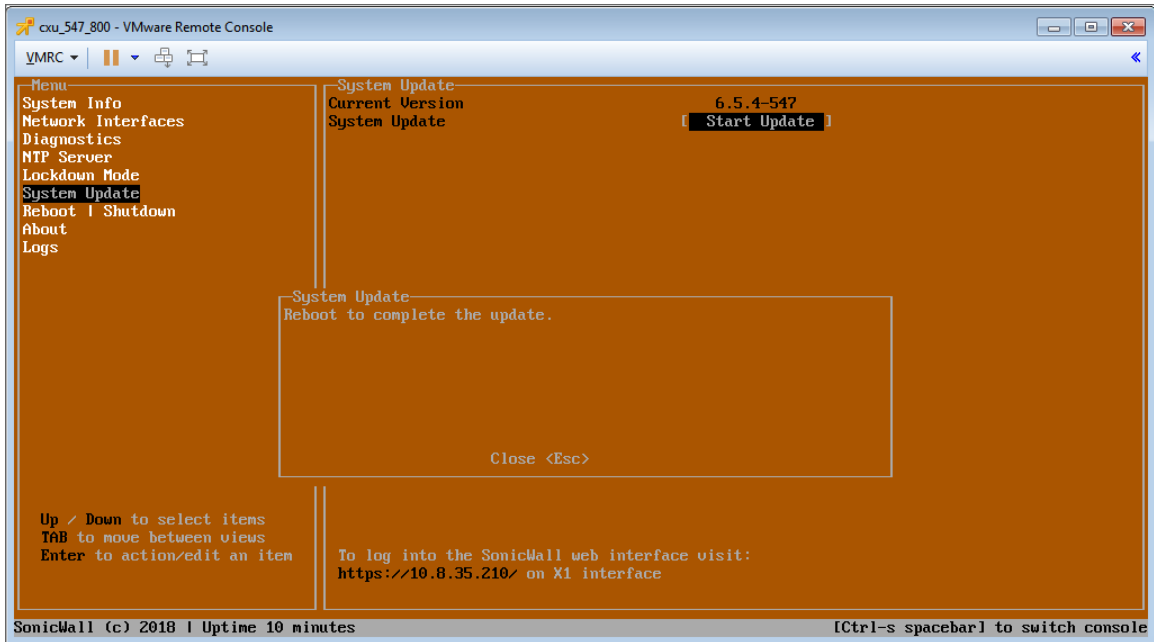 cxu_547_800 - VMware Remote Console
VMRC
Menu
System Info
Network Interfaces
Diagnostics
NTP Server
Lockdown Mode
System Update
Reboot | Shutdown
About
Logs
System Update
Current Version 6.5.4-547
System Update [ Start Update ]
System Update
Reboot to complete the update.
Close <Esc>
Up / Down to select items
TAB to move between views
Enter to action/edit an item
To log into the SonicWall web interface visit:
https://10.8.35.210/ on X1 interface
SonicWall (c) 2018 | Uptime 10 minutes [Ctrl-s spacebar] to switch console